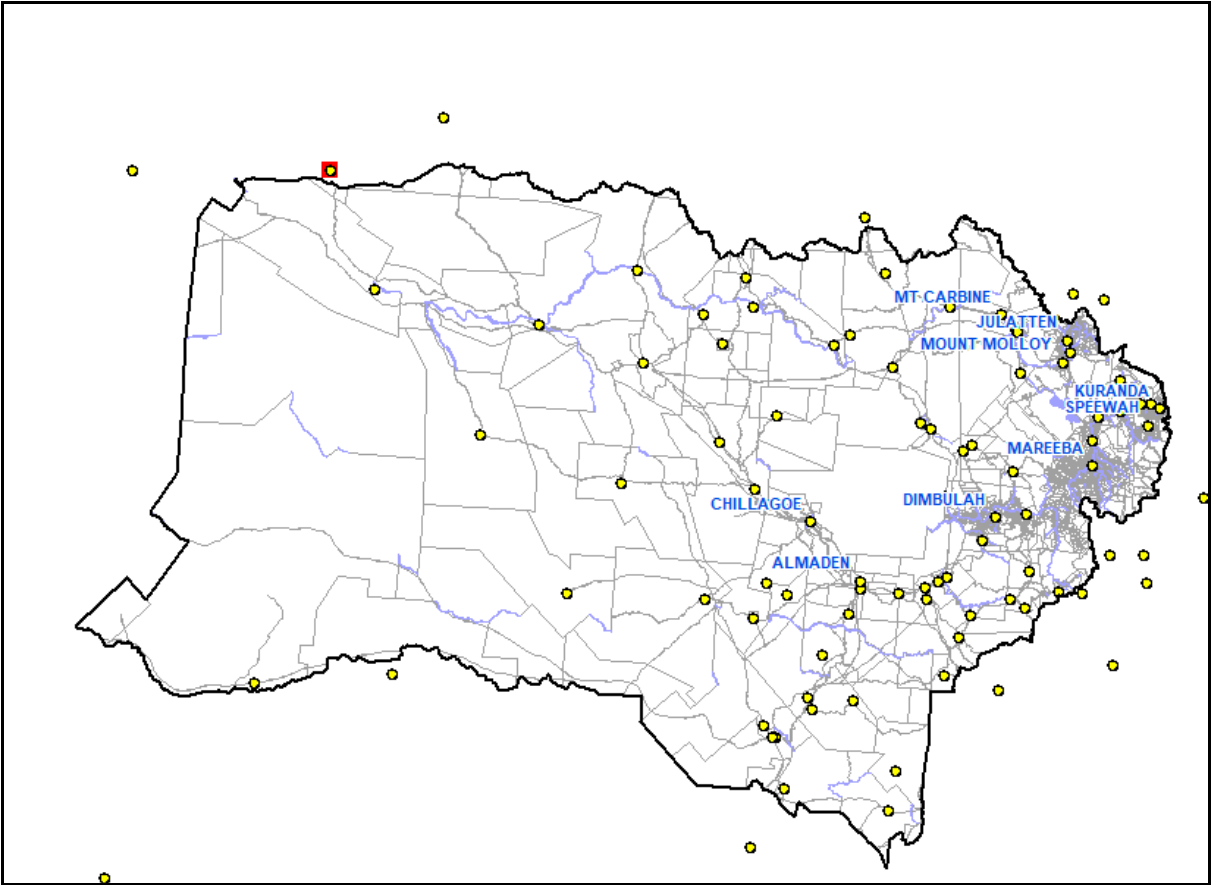 MT CARBINE
JULATTEN
MOUNT MOLLOY
KURANDA
SPEEWAH
MAREEBA
DIMBULAH
CHILLAGOE
ALMADEN